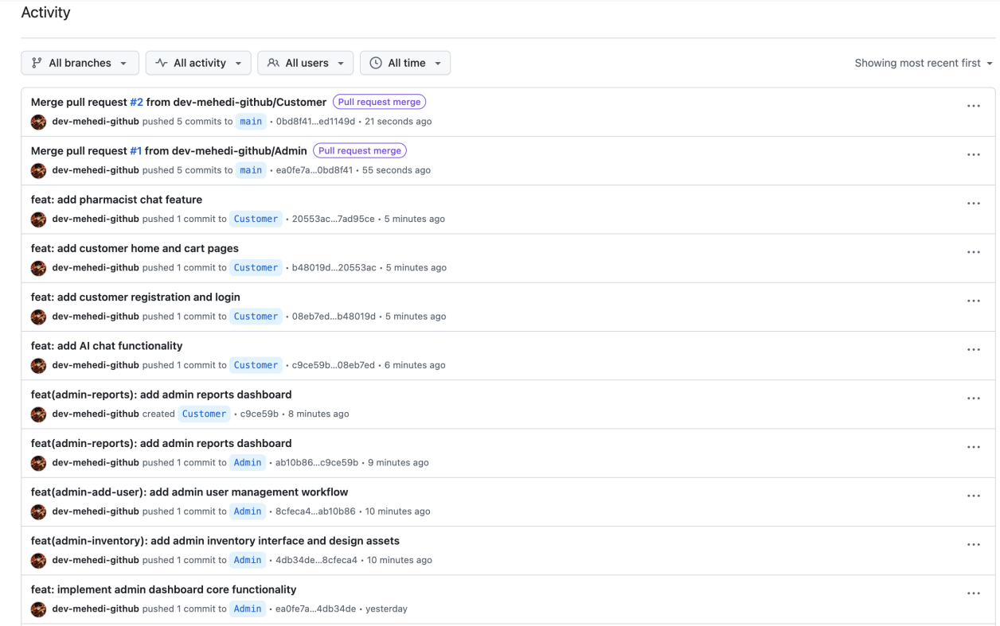 Activity
All branches All activity All users All time Showing most recent first
Merge pull request #2 from dev-mehedi-github/Customer Pull request merge
dev-mehedi-github pushed 5 commits to main • 0bd8f41...ed1149d • 21 seconds ago
Merge pull request #1 from dev-mehedi-github/Admin Pull request merge
dev-mehedi-github pushed 5 commits to main • ea0fe7a...0bd8f41 • 55 seconds ago
feat: add pharmacist chat feature
dev-mehedi-github pushed 1 commit to Customer • 20553ac...7ad95ce • 5 minutes ago
feat: add customer home and cart pages
dev-mehedi-github pushed 1 commit to Customer • b48019d...20553ac • 5 minutes ago
feat: add customer registration and login
dev-mehedi-github pushed 1 commit to Customer • 08eb7ed...b48019d • 5 minutes ago
feat: add AI chat functionality
dev-mehedi-github pushed 1 commit to Customer • c9ce59b...08eb7ed • 6 minutes ago
feat(admin-reports): add admin reports dashboard
dev-mehedi-github created Customer • c9ce59b • 8 minutes ago
feat(admin-reports): add admin reports dashboard
dev-mehedi-github pushed 1 commit to Admin • ab10b86...c9ce59b • 9 minutes ago
feat(admin-add-user): add admin user management workflow
dev-mehedi-github pushed 1 commit to Admin • 8cfeca4...ab10b86 • 10 minutes ago
feat(admin-inventory): add admin inventory interface and design assets
dev-mehedi-github pushed 1 commit to Admin • 4db34de...8cfeca4 • 10 minutes ago
feat: implement admin dashboard core functionality
dev-mehedi-github pushed 1 commit to Admin • ea0fe7a...4db34de • yesterday